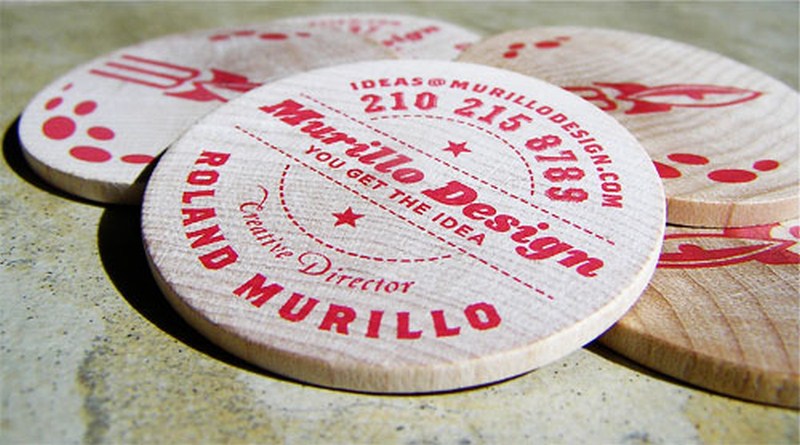 IDEAS@MURILLODESIGN.COM
210 215 8789
Murillo Design
YOU GET THE IDEA
Creative Director
ROLAND MURILLO